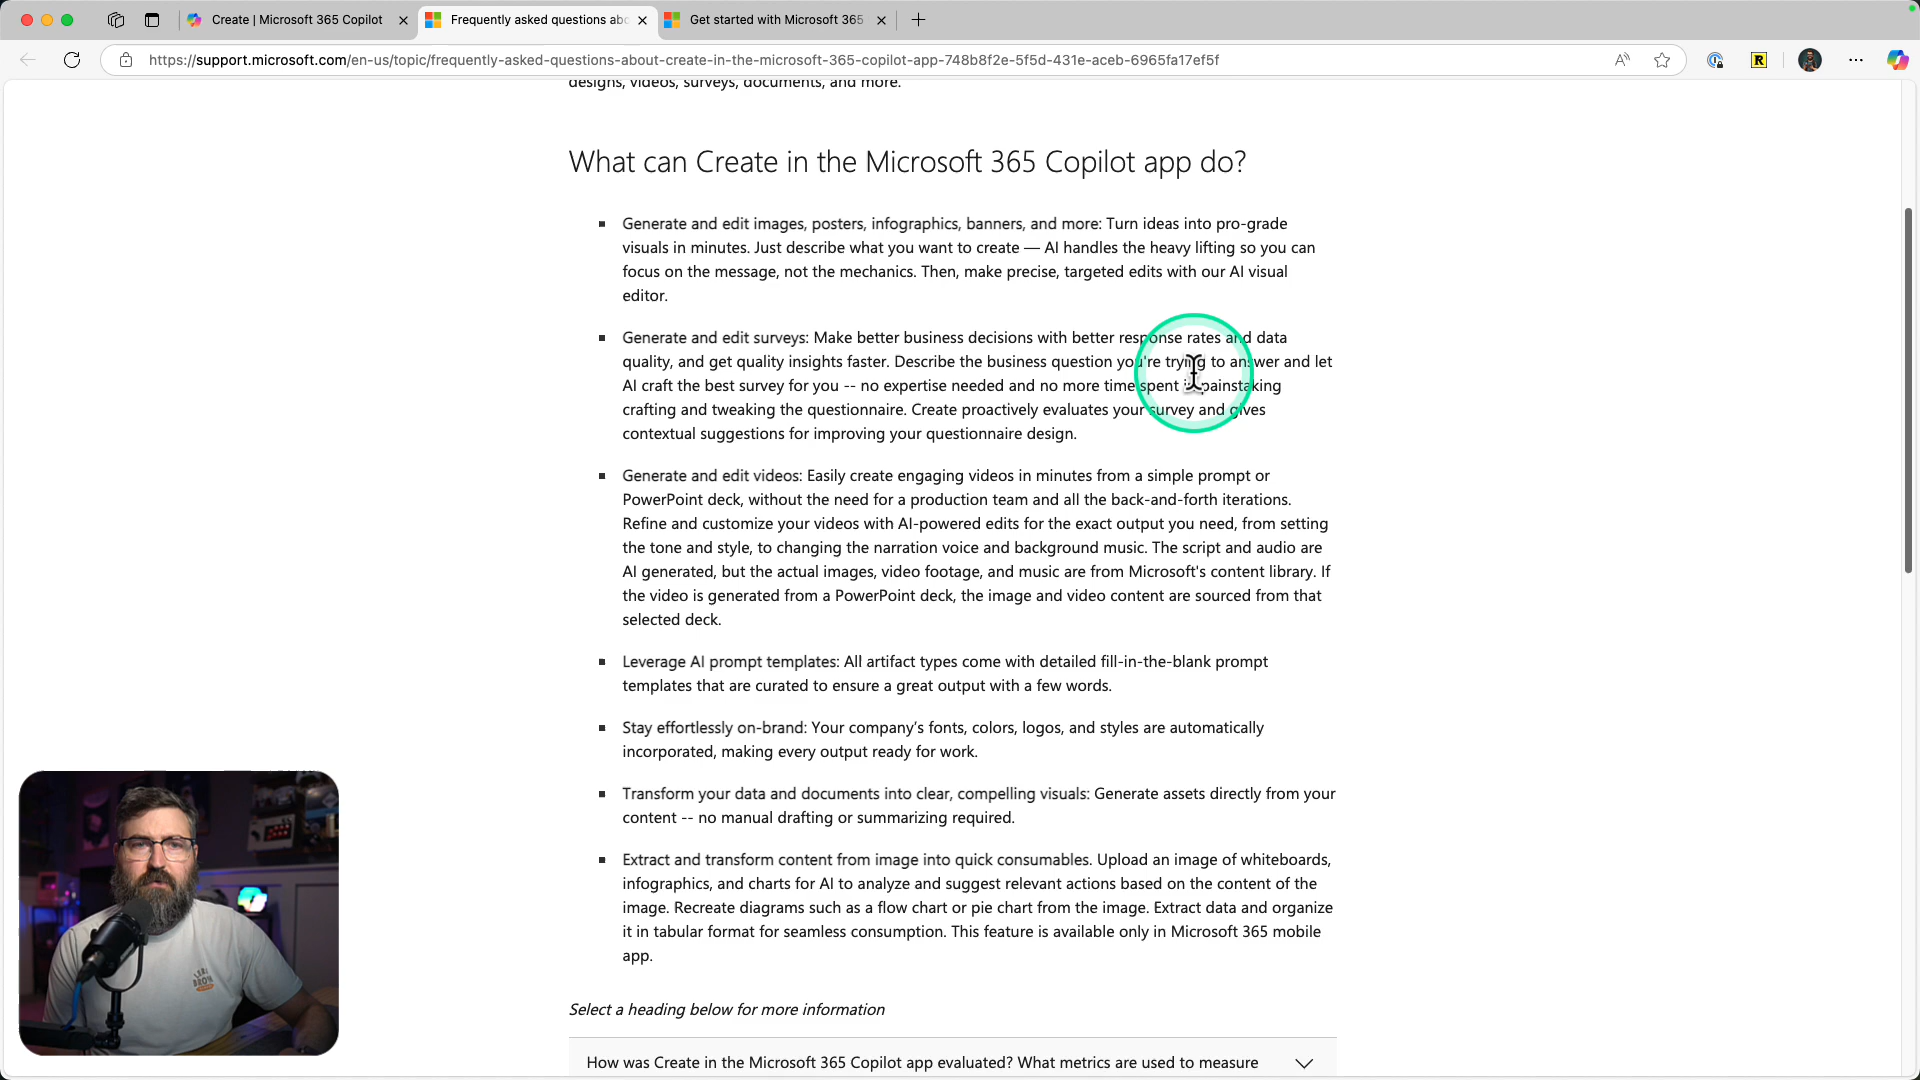 Create | Microsoft 365 Copilot
Frequently asked questions abo
Get started with Microsoft 365
https://support.microsoft.com/en-us/topic/frequently-asked-questions-about-create-in-the-microsoft-365-copilot-app-748b8f2e-5f5d-431e-aceb-6965fa17ef5f
designs, videos, surveys, documents, and more.
What can Create in the Microsoft 365 Copilot app do?
Generate and edit images, posters, infographics, banners, and more: Turn ideas into pro-grade
visuals in minutes. Just describe what you want to create — AI handles the heavy lifting so you can
focus on the message, not the mechanics. Then, make precise, targeted edits with our AI visual
editor.
Generate and edit surveys: Make better business decisions with better response rates and data
quality, and get quality insights faster. Describe the business question you're trying to answer and let
AI craft the best survey for you -- no expertise needed and no more time spent painstaking
crafting and tweaking the questionnaire. Create proactively evaluates your survey and gives
contextual suggestions for improving your questionnaire design.
Generate and edit videos: Easily create engaging videos in minutes from a simple prompt or
PowerPoint deck, without the need for a production team and all the back-and-forth iterations.
Refine and customize your videos with AI-powered edits for the exact output you need, from setting
the tone and style, to changing the narration voice and background music. The script and audio are
AI generated, but the actual images, video footage, and music are from Microsoft's content library. If
the video is generated from a PowerPoint deck, the image and video content are sourced from that
selected deck.
Leverage AI prompt templates: All artifact types come with detailed fill-in-the-blank prompt
templates that are curated to ensure a great output with a few words.
Stay effortlessly on-brand: Your company’s fonts, colors, logos, and styles are automatically
incorporated, making every output ready for work.
Transform your data and documents into clear, compelling visuals: Generate assets directly from your
content -- no manual drafting or summarizing required.
Extract and transform content from image into quick consumables. Upload an image of whiteboards,
infographics, and charts for AI to analyze and suggest relevant actions based on the content of the
image. Recreate diagrams such as a flow chart or pie chart from the image. Extract data and organize
it in tabular format for seamless consumption. This feature is available only in Microsoft 365 mobile
app.
Select a heading below for more information
How was Create in the Microsoft 365 Copilot app evaluated? What metrics are used to measure